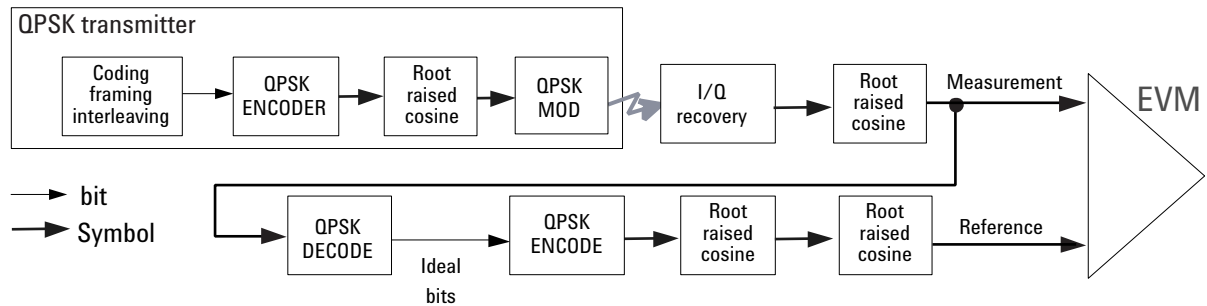 QPSK transmitter
Coding
framing
interleaving
QPSK
ENCODER
Root
raised
cosine
QPSK
MOD
I/Q
recovery
Root
raised
cosine
Measurement
EVM
bit
Symbol
QPSK
DECODE
Ideal
bits
QPSK
ENCODE
Root
raised
cosine
Root
raised
cosine
Reference